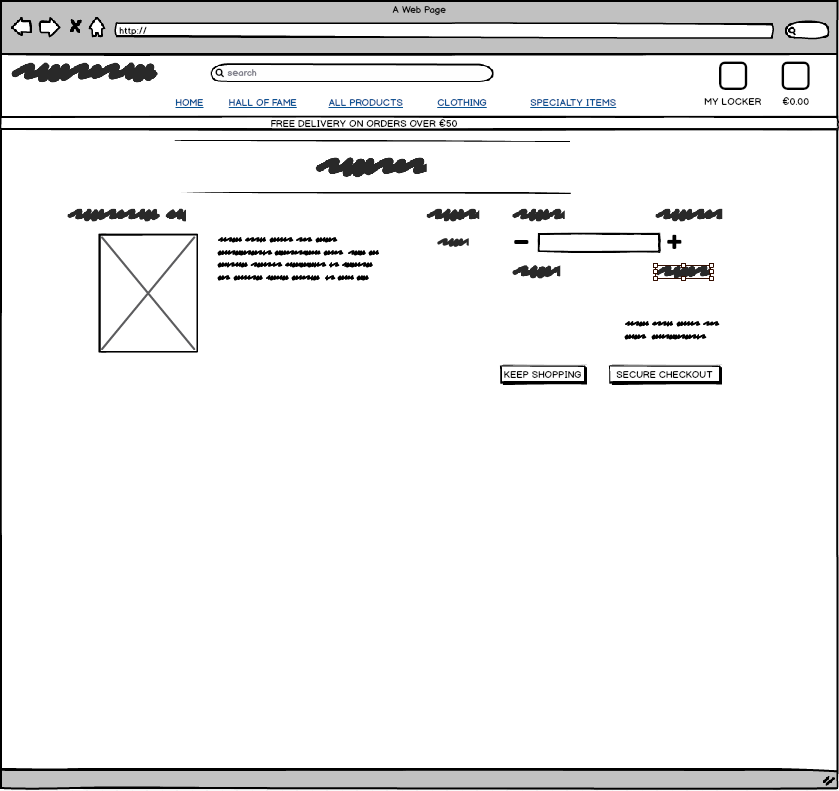 A Web Page
http://
search
MY LOCKER €0.00
HOME HALL OF FAME ALL PRODUCTS CLOTHING SPECIALTY ITEMS
FREE DELIVERY ON ORDERS OVER €50
KEEP SHOPPING SECURE CHECKOUT